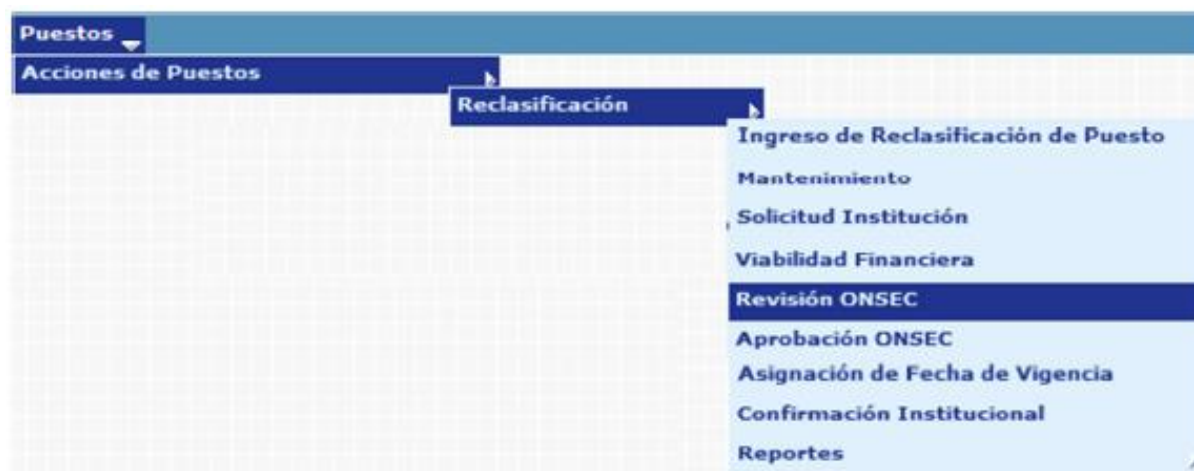 Puestos
Acciones de Puestos
Reclasificación
Ingreso de Reclasificación de Puesto
Mantenimiento
Solicitud Institución
Viabilidad Financiera
Revisión ONSEC
Aprobación ONSEC
Asignación de Fecha de Vigencia
Confirmación Institucional
Reportes